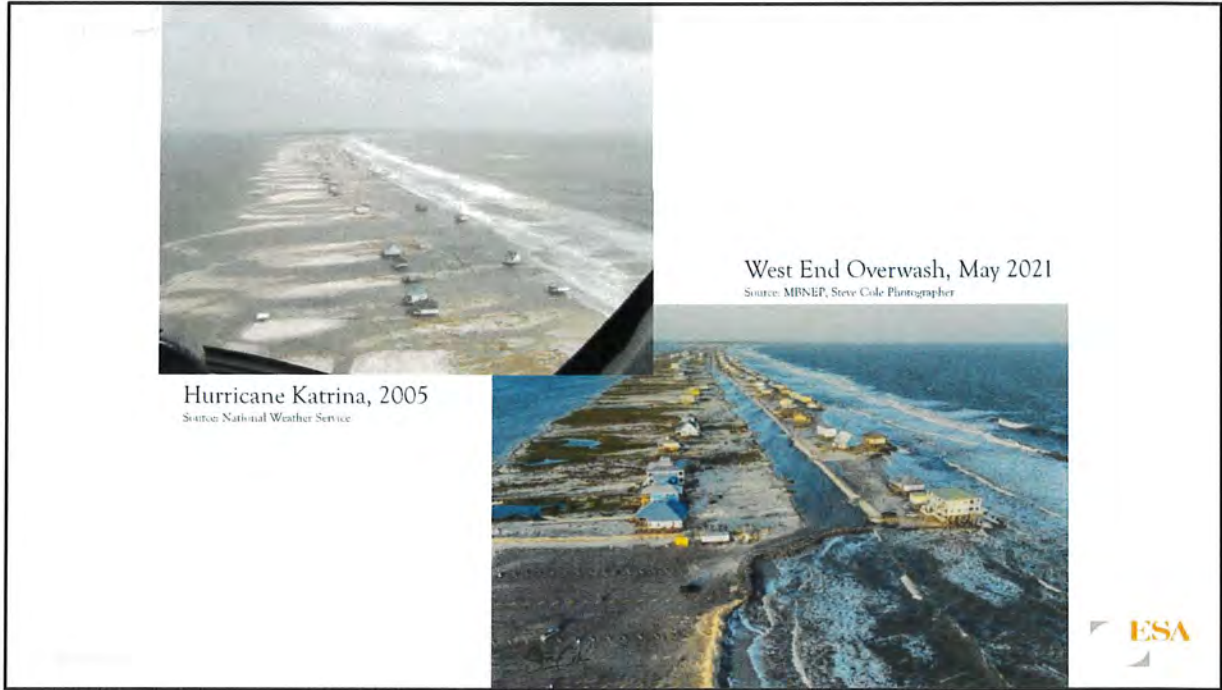 Hurricane Katrina, 2005
Source: National Weather Service
West End Overwash, May 2021
Source: MBNEP, Steve Cole Photographer
ESA